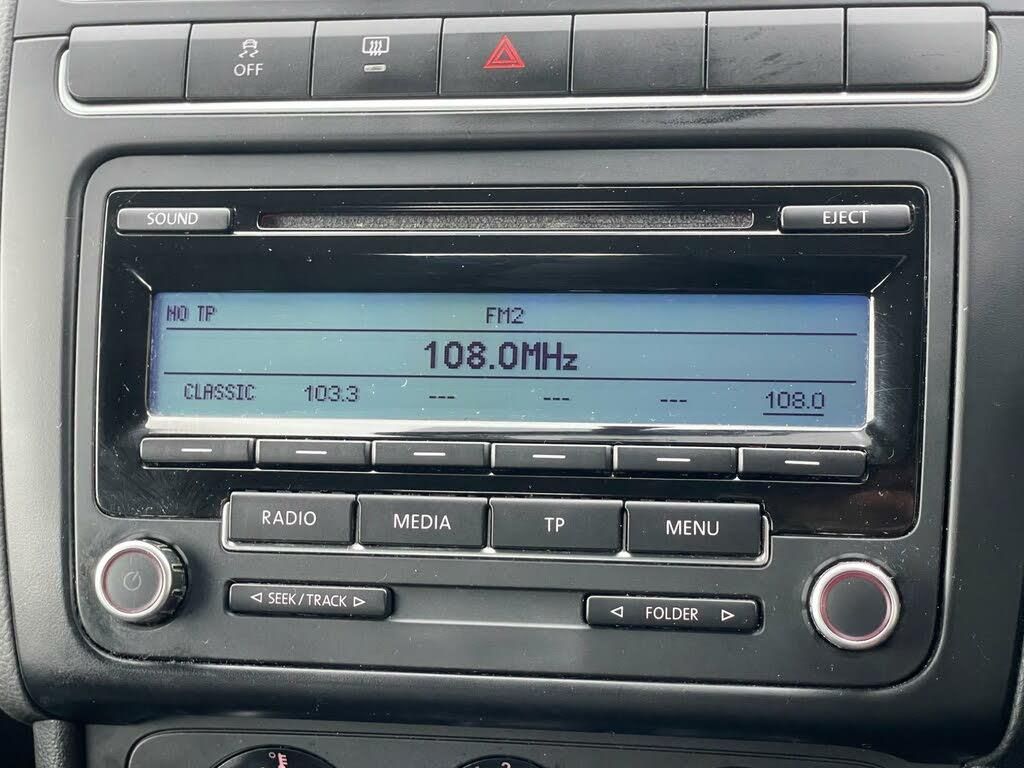 OFF
SOUND EJECT
NO TP FM2
108.0MHz
CLASSIC 103.3 --- --- --- 108.0
RADIO MEDIA TP MENU
◁ SEEK/TRACK ▷ ◁ FOLDER ▷